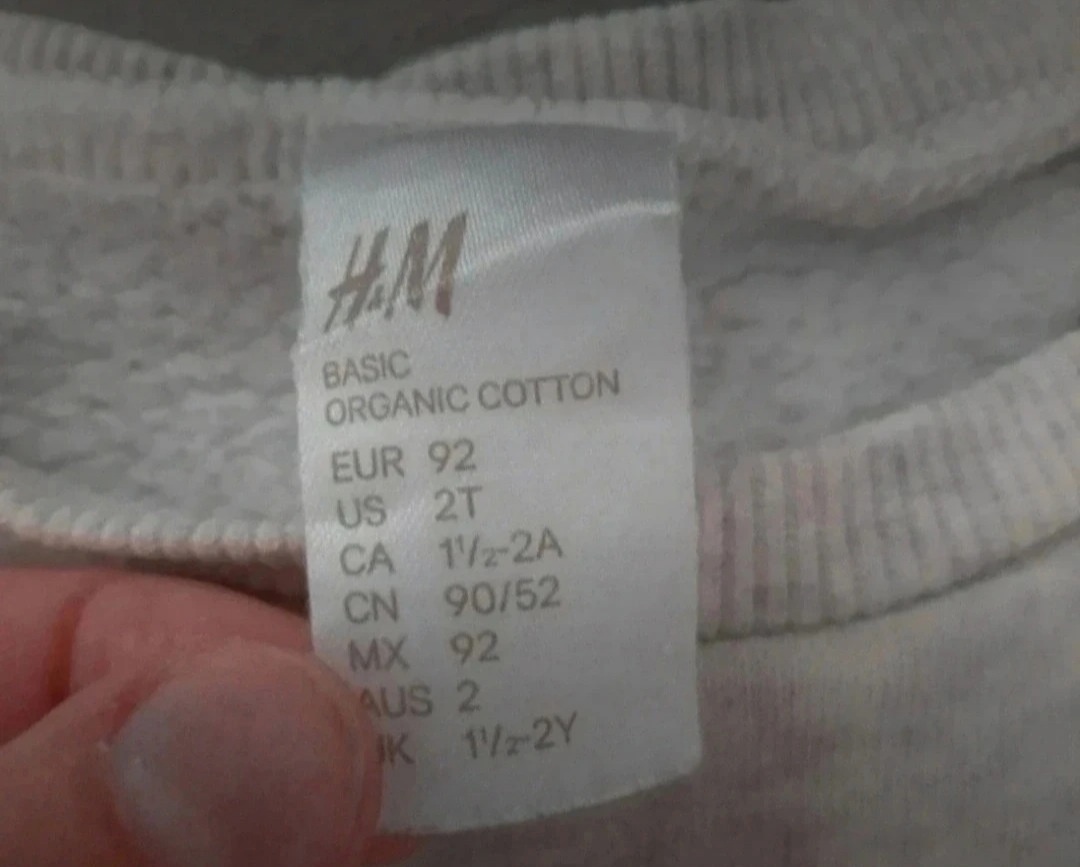 H&M
BASIC
ORGANIC COTTON
EUR 92
US 2T
CA 1½-2A
CN 90/52
MX 92
AUS 2
UK 1½-2Y